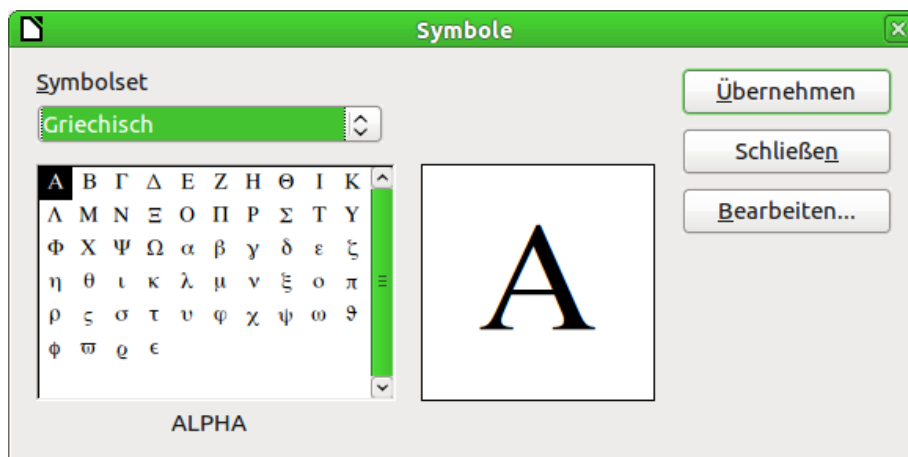 Symbole
Symbolset
Griechisch
Α Β Γ Δ Ε Ζ Η Θ Ι Κ
Λ Μ Ν Ξ Ο Π Ρ Σ Τ Υ
Φ Χ Ψ Ω α β γ δ ε ζ
η θ ι κ λ μ ν ξ ο π
ρ ς σ τ υ φ χ ψ ω ϑ
ϕ ϖ ϱ ϵ
ALPHA
Α
Übernehmen
Schließen
Bearbeiten...